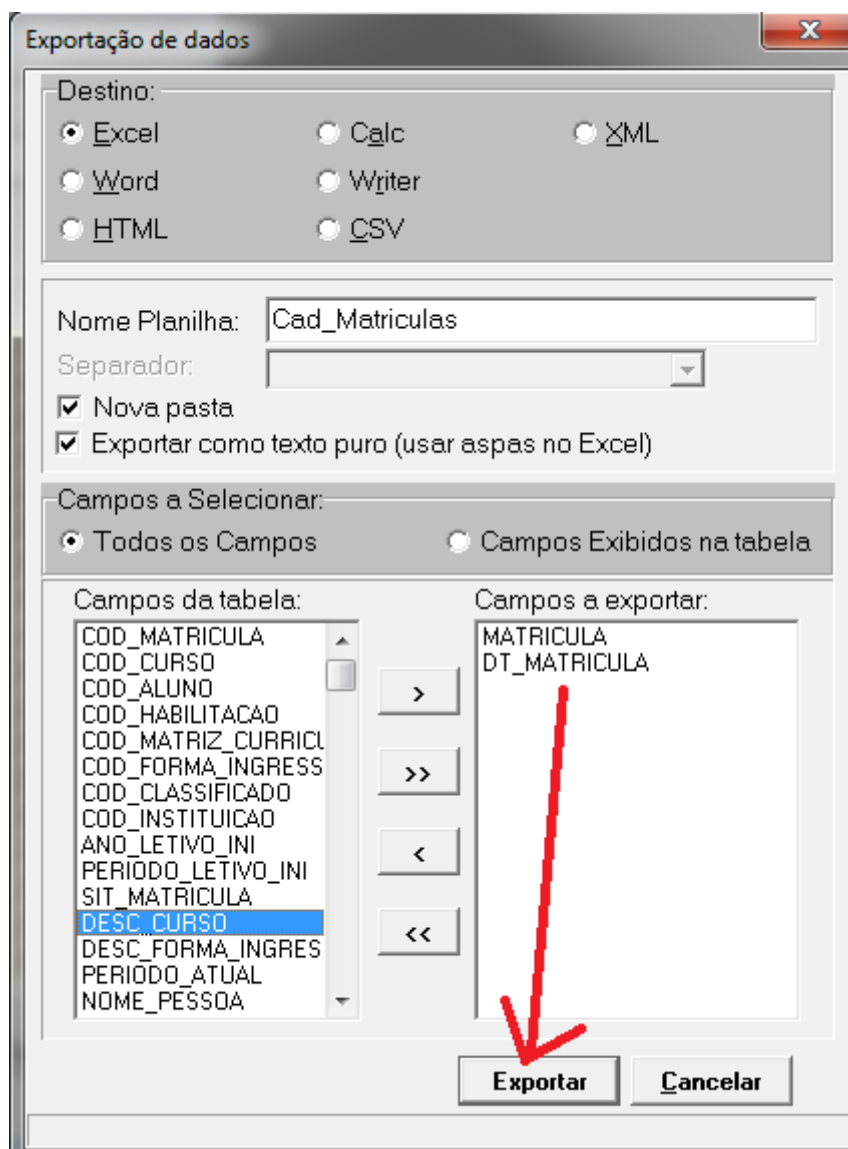 Exportação de dados
Destino:
Excel Calc XML
Word Writer
HTML CSV
Nome Planilha: Cad_Matriculas
Separador:
Nova pasta
Exportar como texto puro (usar aspas no Excel)
Campos a Selecionar:
Todos os Campos Campos Exibidos na tabela
Campos da tabela:
COD_MATRICULA
COD_CURSO
COD_ALUNO
COD_HABILITACAO
COD_MATRIZ_CURRICU
COD_FORMA_INGRESS
COD_CLASSIFICADO
COD_INSTITUICAO
ANO_LETIVO_INI
PERIODO_LETIVO_INI
SIT_MATRICULA
DESC_CURSO
DESC_FORMA_INGRES
PERIODO_ATUAL
NOME_PESSOA
>
>>
<
<<
Campos a exportar:
MATRICULA
DT_MATRICULA
Exportar Cancelar